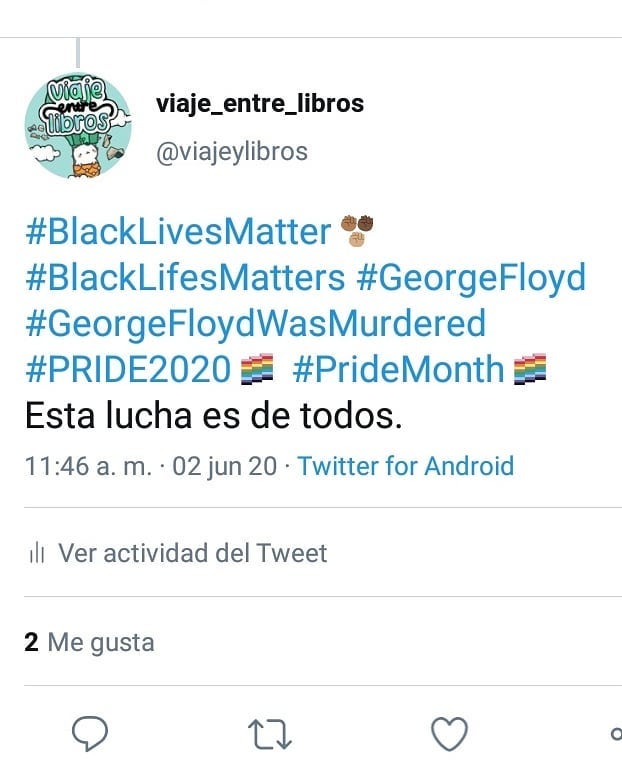 Viaje
entre
libros
viaje_entre_libros
@viajeylibros
#BlackLivesMatter
#BlackLifesMatters #GeorgeFloyd
#GeorgeFloydWasMurdered
#PRIDE2020 #PrideMonth
Esta lucha es de todos.
11:46 a. m. · 02 jun 20 · Twitter for Android
Ver actividad del Tweet
2 Me gusta